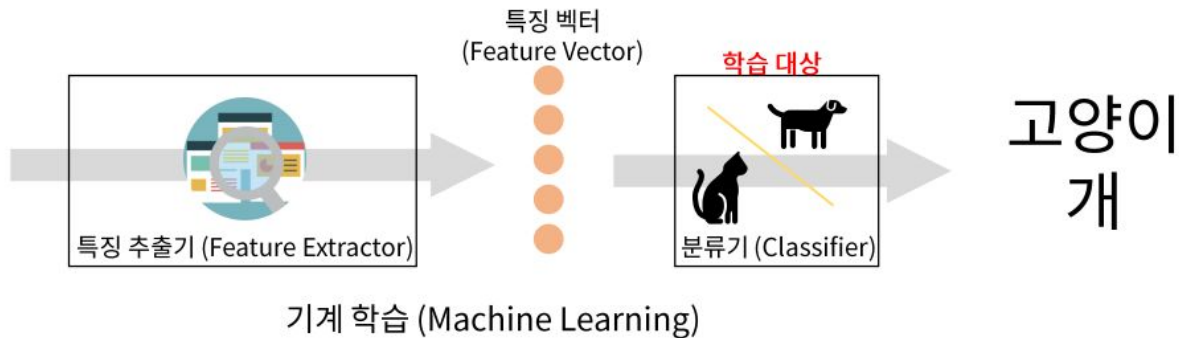 특징 벡터
(Feature Vector)
학습 대상
특징 추출기 (Feature Extractor)
분류기 (Classifier)
고양이
개
기계 학습 (Machine Learning)